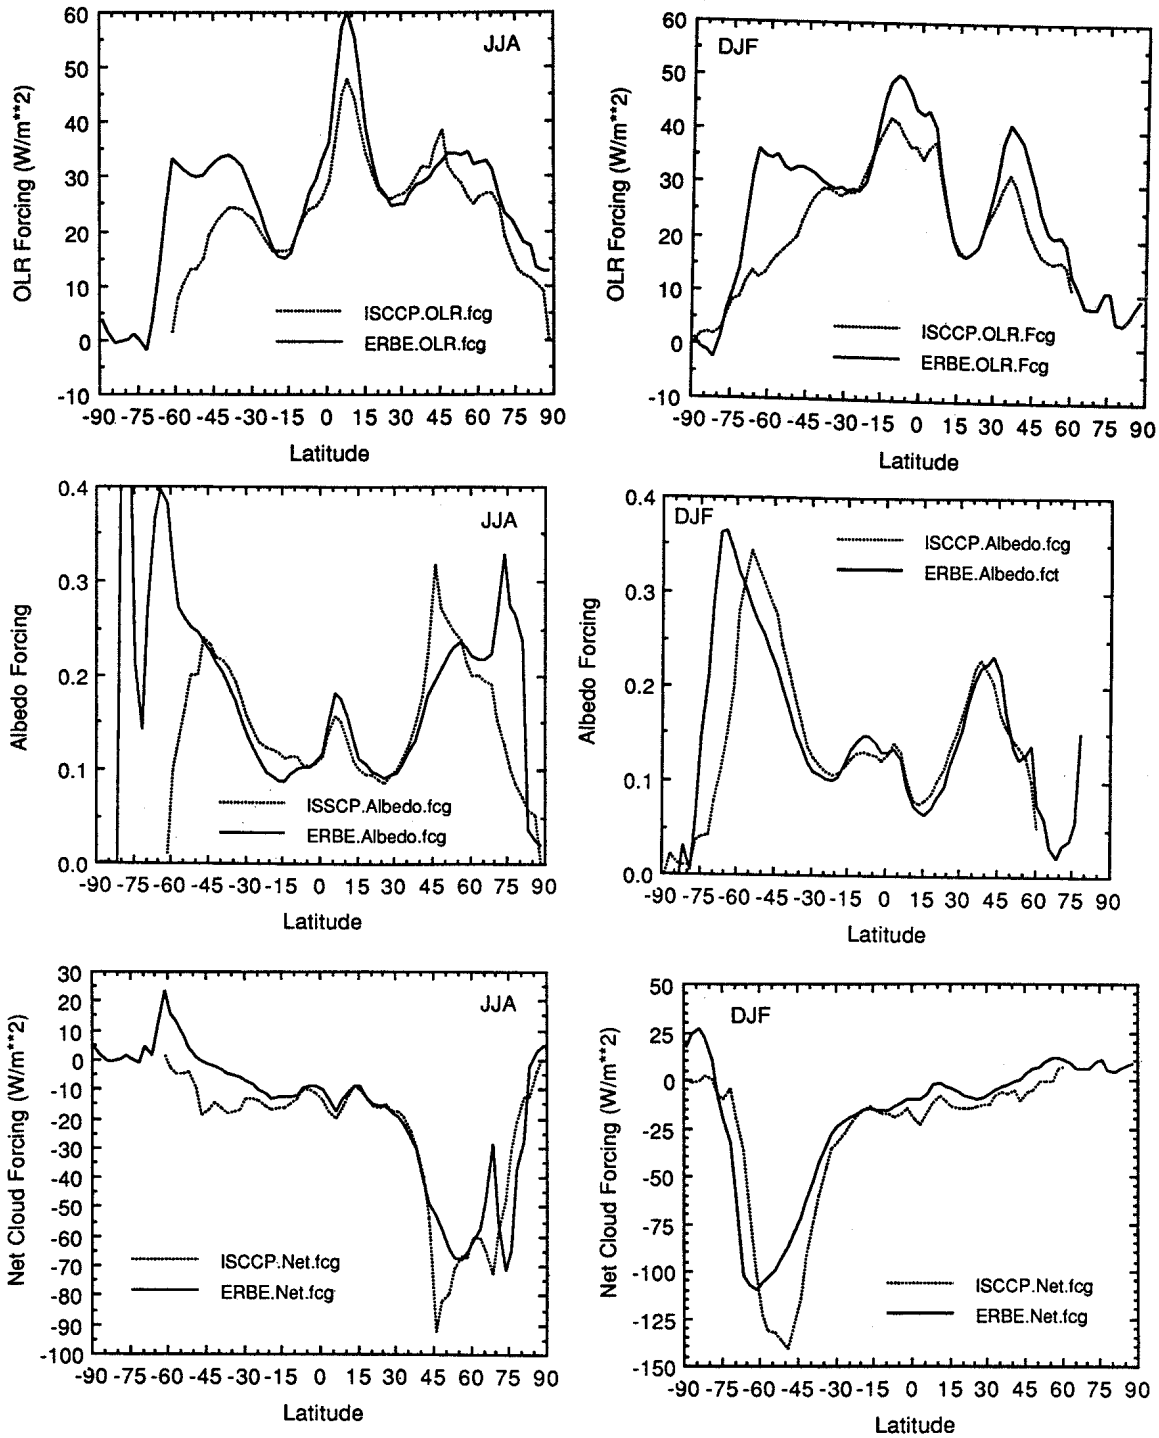 OLR Forcing (W/m**2)
60
50
40
30
20
10
0
-10
JJA
ISCCP.OLR.fcg
ERBE.OLR.fcg
-90 -75 -60 -45 -30 -15 0 15 30 45 60 75 90
Latitude
OLR Forcing (W/m**2)
60
50
40
30
20
10
0
-10
DJF
ISCCP.OLR.Fcg
ERBE.OLR.Fcg
-90 -75 -60 -45 -30 -15 0 15 30 45 60 75 90
Latitude
Albedo Forcing
0.4
0.3
0.2
0.1
0.0
JJA
ISSCP.Albedo.fcg
ERBE.Albedo.fcg
-90 -75 -60 -45 -30 -15 0 15 30 45 60 75 90
Latitude
Albedo Forcing
0.4
0.3
0.2
0.1
0.0
DJF
ISCCP.Albedo.fcg
ERBE.Albedo.fct
-90 -75 -60 -45 -30 -15 0 15 30 45 60 75 90
Latitude
Net Cloud Forcing (W/m**2)
30
20
10
0
-10
-20
-30
-40
-50
-60
-70
-80
-90
-100
JJA
ISCCP.Net.fcg
ERBE.Net.fcg
-90 -75 -60 -45 -30 -15 0 15 30 45 60 75 90
Latitude
Net Cloud Forcing (W/m**2)
50
25
0
-25
-50
-75
-100
-125
-150
DJF
ISCCP.Net.fcg
ERBE.Net.fcg
-90 -75 -60 -45 -30 -15 0 15 30 45 60 75 90
Latitude